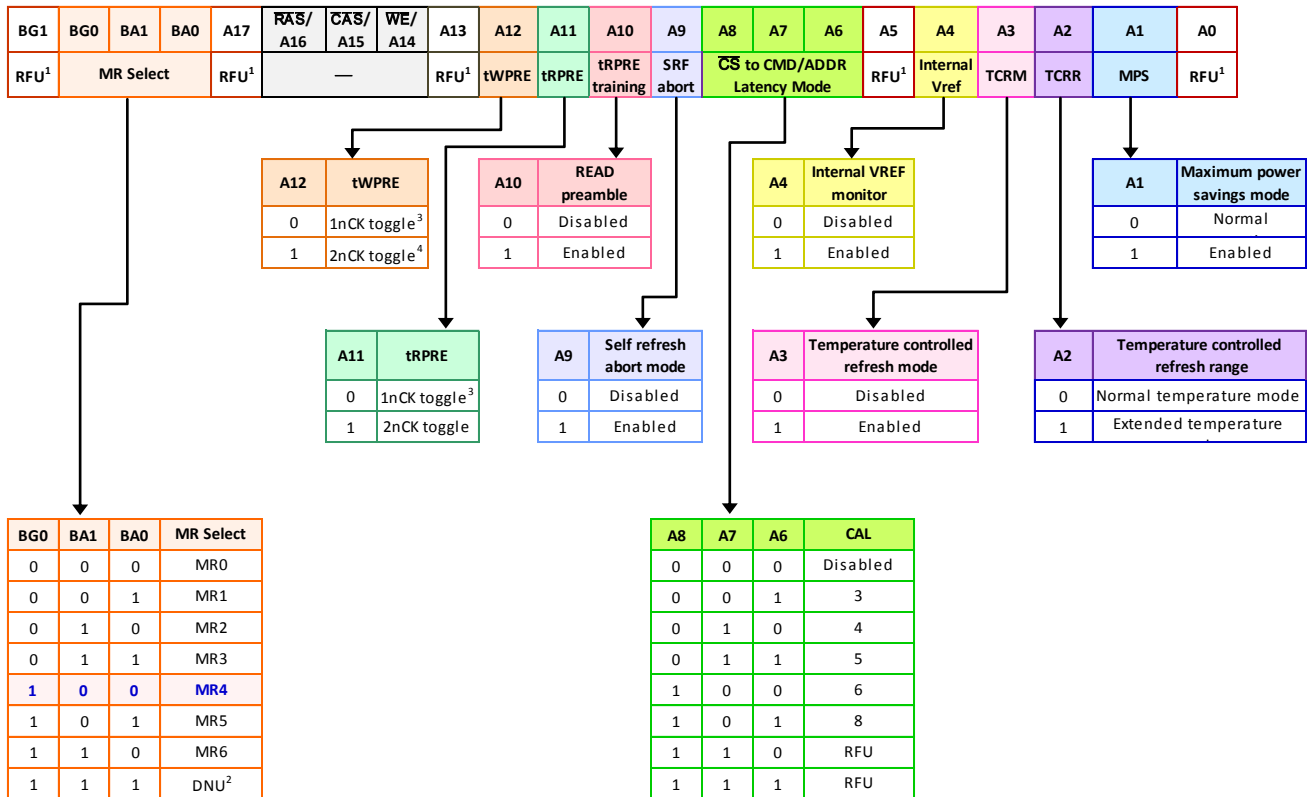 BG1 BG0 BA1 BA0 A17 RAS/ A16 CAS/ A15 WE/ A14 A13 A12 A11 A10 A9 A8 A7 A6 A5 A4 A3 A2 A1 A0
RFU¹ MR Select RFU¹ — RFU¹ tWPRE tRPRE tRPRE training SRF abort CS to CMD/ADDR Latency Mode RFU¹ Internal Vref TCRM TCRR MPS RFU¹
A12 tWPRE
0 1nCK toggle³
1 2nCK toggle⁴
A10 READ preamble
0 Disabled
1 Enabled
A4 Internal VREF monitor
0 Disabled
1 Enabled
A1 Maximum power savings mode
0 Normal
1 Enabled
A11 tRPRE
0 1nCK toggle³
1 2nCK toggle
A9 Self refresh abort mode
0 Disabled
1 Enabled
A3 Temperature controlled refresh mode
0 Disabled
1 Enabled
A2 Temperature controlled refresh range
0 Normal temperature mode
1 Extended temperature
BG0 BA1 BA0 MR Select
0 0 0 MR0
0 0 1 MR1
0 1 0 MR2
0 1 1 MR3
1 0 0 MR4
1 0 1 MR5
1 1 0 MR6
1 1 1 DNU²
A8 A7 A6 CAL
0 0 0 Disabled
0 0 1 3
0 1 0 4
0 1 1 5
1 0 0 6
1 0 1 8
1 1 0 RFU
1 1 1 RFU